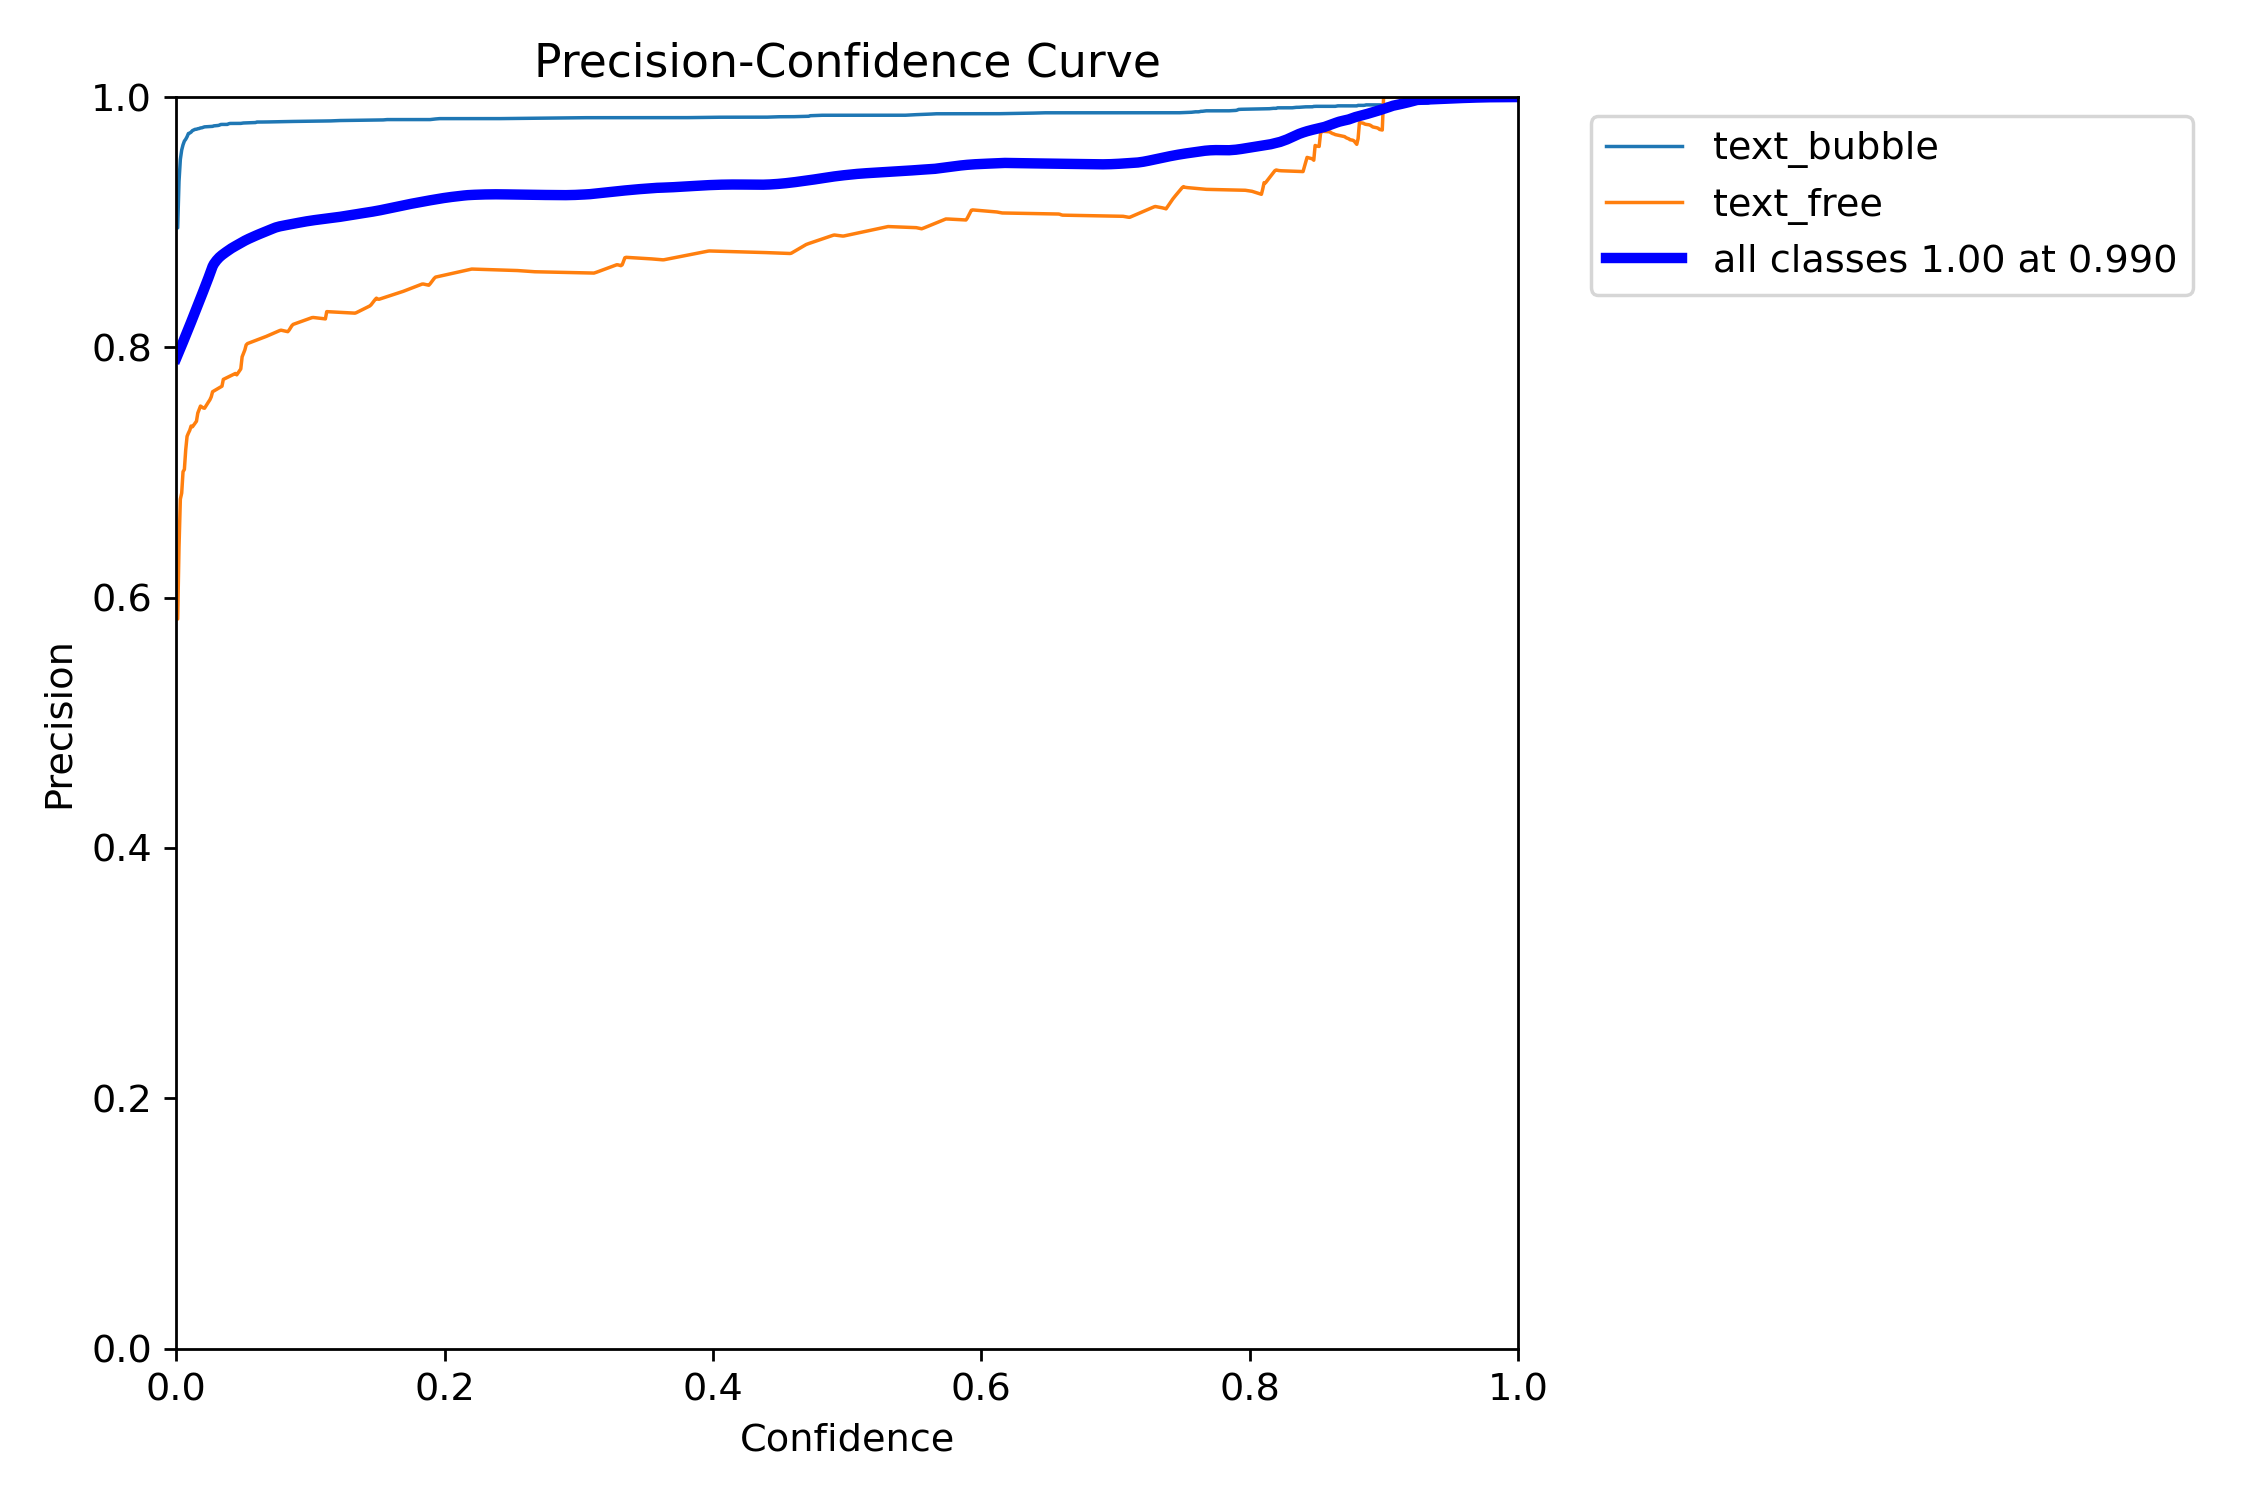 Precision-Confidence Curve
1.0
0.8
0.6
0.4
0.2
0.0
Precision
0.0 0.2 0.4 0.6 0.8 1.0
Confidence
text_bubble
text_free
all classes 1.00 at 0.990